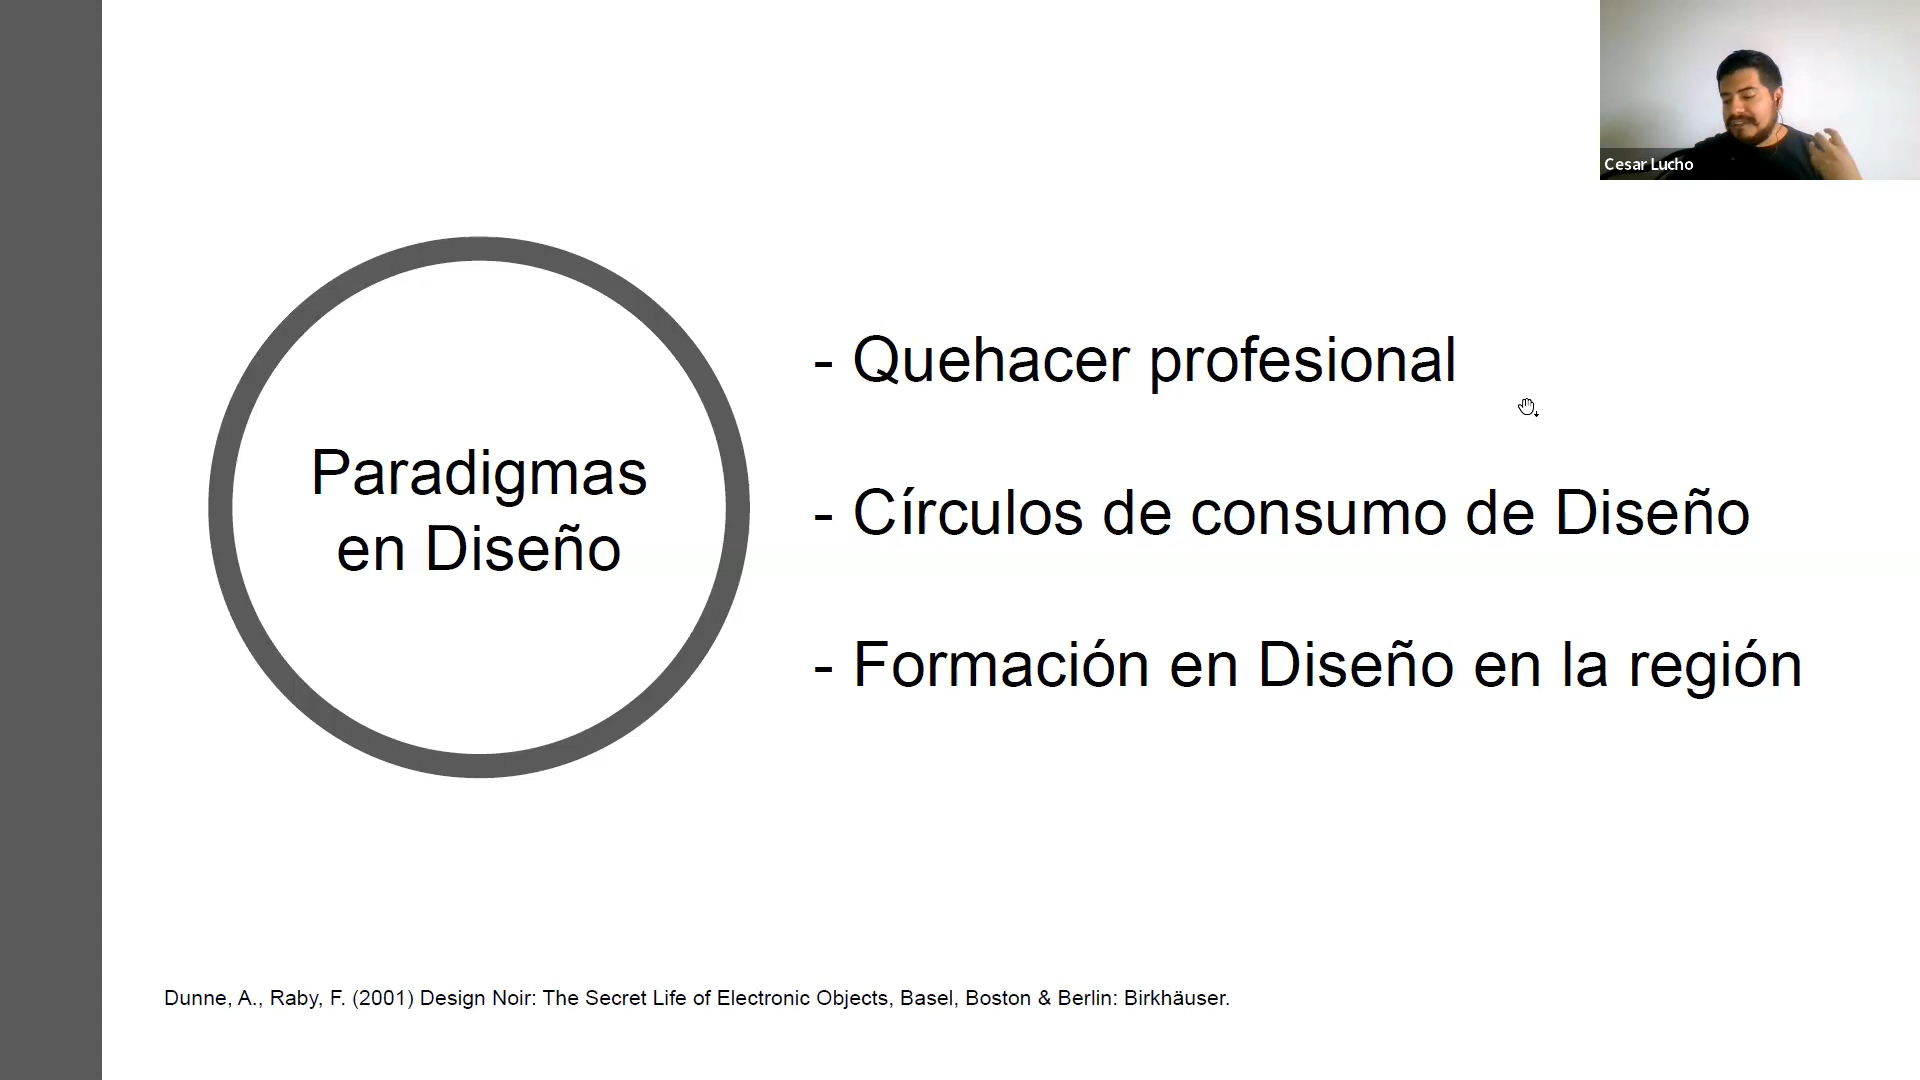 Cesar Lucho
Paradigmas
en Diseño
- Quehacer profesional
- Círculos de consumo de Diseño
- Formación en Diseño en la región
Dunne, A., Raby, F. (2001) Design Noir: The Secret Life of Electronic Objects, Basel, Boston & Berlin: Birkhäuser.